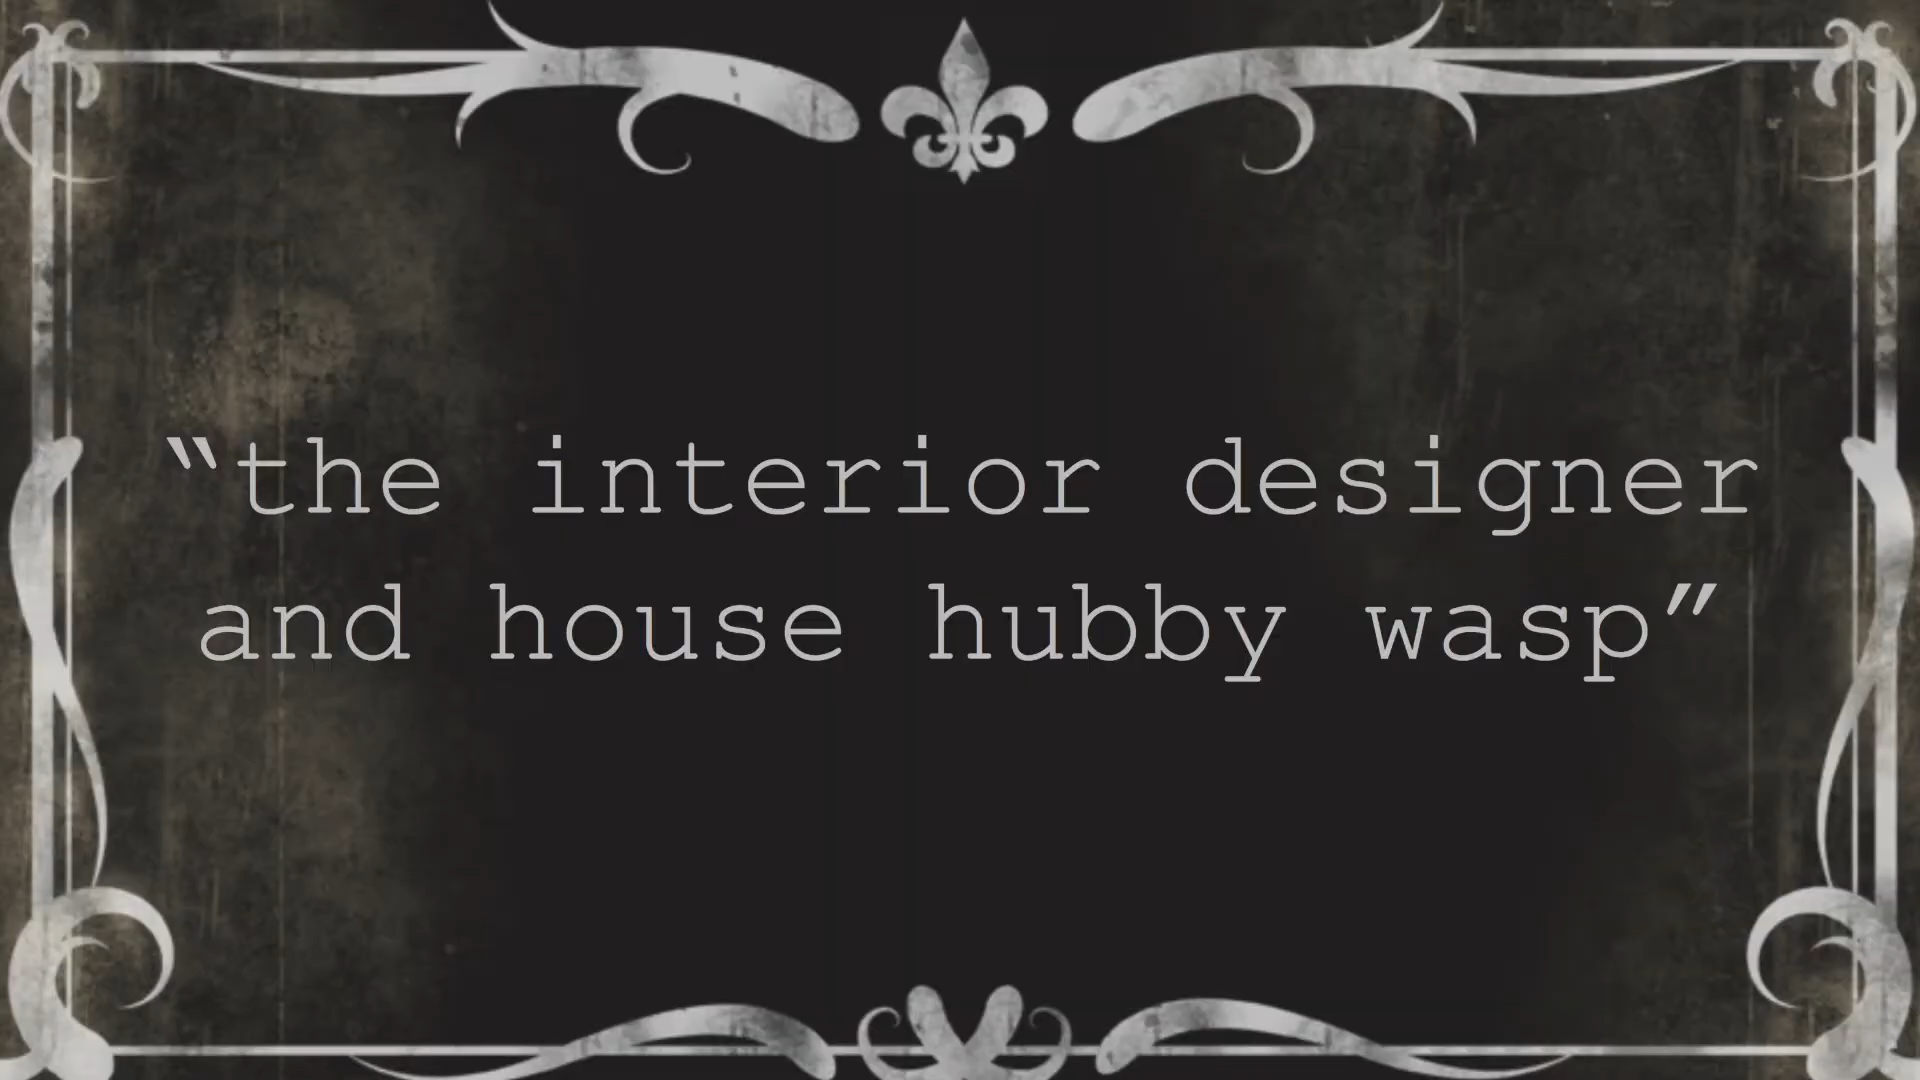 “the interior designer
and house hubby wasp”